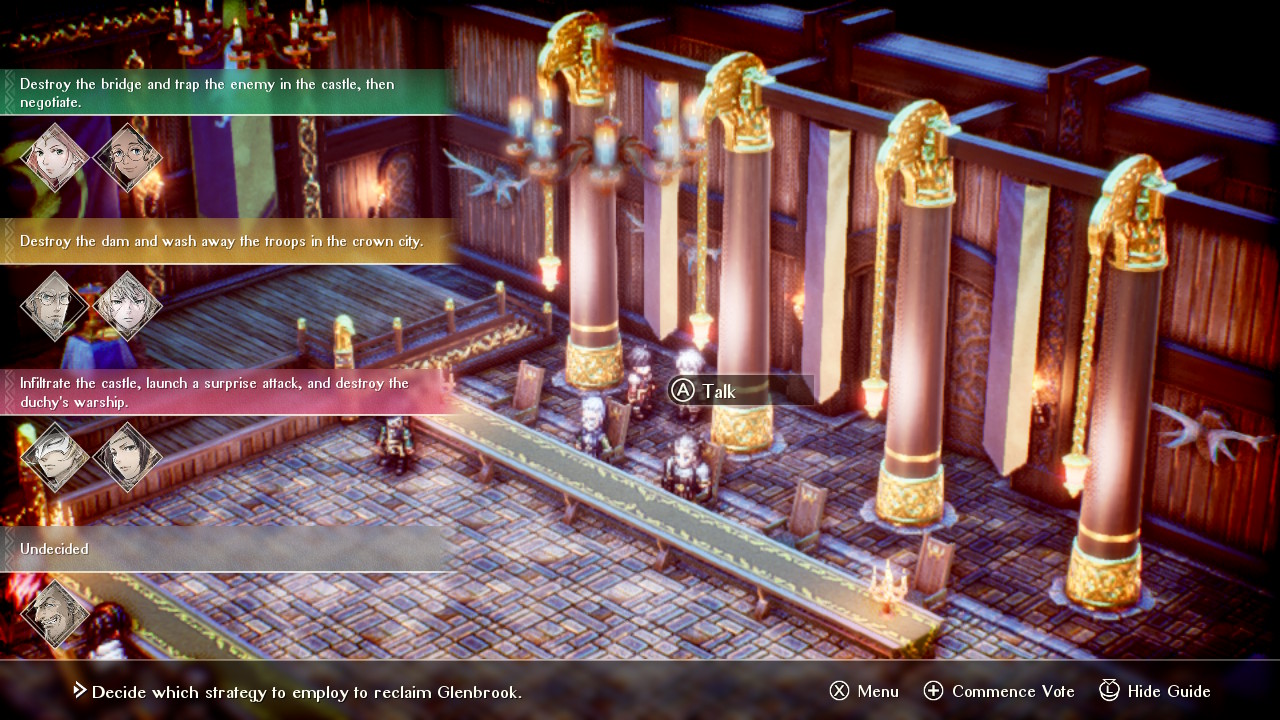 Destroy the bridge and trap the enemy in the castle, then
negotiate.
Destroy the dam and wash away the troops in the crown city.
Infiltrate the castle, launch a surprise attack, and destroy the
duchy's warship.
Undecided
A Talk
Decide which strategy to employ to reclaim Glenbrook.
X Menu
+ Commence Vote
L Hide Guide